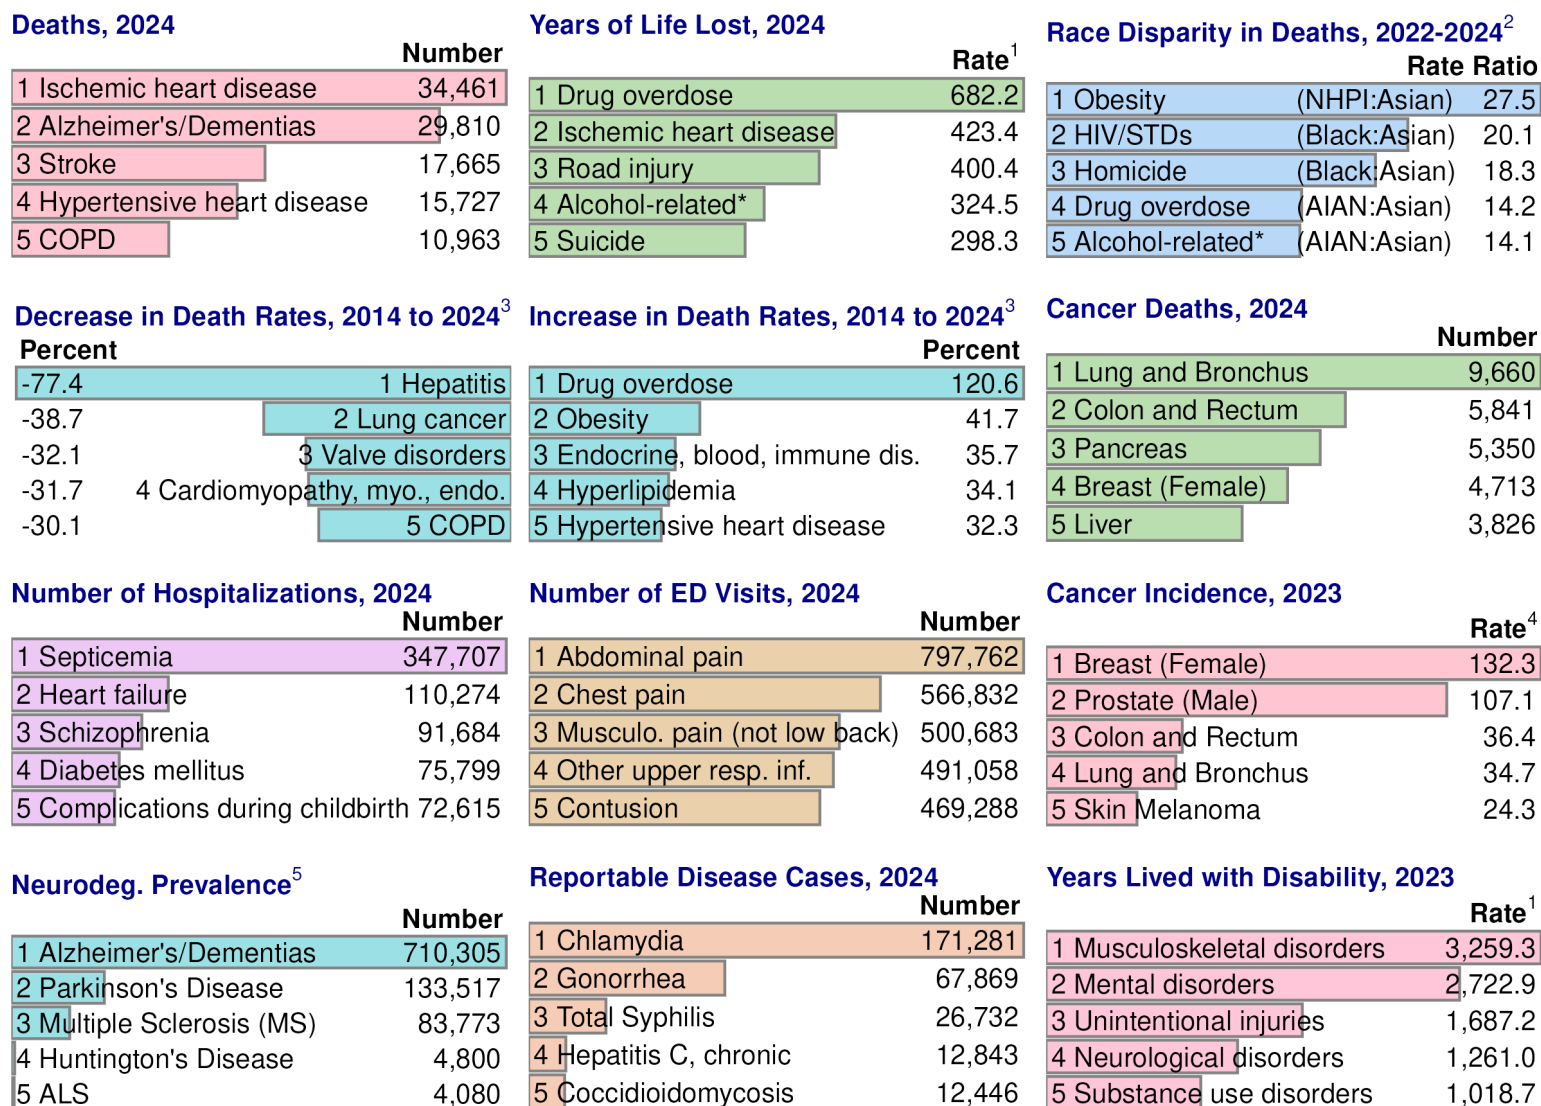 Deaths, 2024
Number
1 Ischemic heart disease 34,461
2 Alzheimer's/Dementias 29,810
3 Stroke 17,665
4 Hypertensive heart disease 15,727
5 COPD 10,963
Years of Life Lost, 2024
Rate1
1 Drug overdose 682.2
2 Ischemic heart disease 423.4
3 Road injury 400.4
4 Alcohol-related* 324.5
5 Suicide 298.3
Race Disparity in Deaths, 2022-20242
Rate Ratio
1 Obesity (NHPI:Asian) 27.5
2 HIV/STDs (Black:Asian) 20.1
3 Homicide (Black:Asian) 18.3
4 Drug overdose (AIAN:Asian) 14.2
5 Alcohol-related* (AIAN:Asian) 14.1
Decrease in Death Rates, 2014 to 20243
Percent
-77.4 1 Hepatitis
-38.7 2 Lung cancer
-32.1 3 Valve disorders
-31.7 4 Cardiomyopathy, myo., endo.
-30.1 5 COPD
Increase in Death Rates, 2014 to 20243
Percent
1 Drug overdose 120.6
2 Obesity 41.7
3 Endocrine, blood, immune dis. 35.7
4 Hyperlipidemia 34.1
5 Hypertensive heart disease 32.3
Cancer Deaths, 2024
Number
1 Lung and Bronchus 9,660
2 Colon and Rectum 5,841
3 Pancreas 5,350
4 Breast (Female) 4,713
5 Liver 3,826
Number of Hospitalizations, 2024
Number
1 Septicemia 347,707
2 Heart failure 110,274
3 Schizophrenia 91,684
4 Diabetes mellitus 75,799
5 Complications during childbirth 72,615
Number of ED Visits, 2024
Number
1 Abdominal pain 797,762
2 Chest pain 566,832
3 Musculo. pain (not low back) 500,683
4 Other upper resp. inf. 491,058
5 Contusion 469,288
Cancer Incidence, 2023
Rate4
1 Breast (Female) 132.3
2 Prostate (Male) 107.1
3 Colon and Rectum 36.4
4 Lung and Bronchus 34.7
5 Skin Melanoma 24.3
Neurodeg. Prevalence5
Number
1 Alzheimer's/Dementias 710,305
2 Parkinson's Disease 133,517
3 Multiple Sclerosis (MS) 83,773
4 Huntington's Disease 4,800
5 ALS 4,080
Reportable Disease Cases, 2024
Number
1 Chlamydia 171,281
2 Gonorrhea 67,869
3 Total Syphilis 26,732
4 Hepatitis C, chronic 12,843
5 Coccidioidomycosis 12,446
Years Lived with Disability, 2023
Rate1
1 Musculoskeletal disorders 3,259.3
2 Mental disorders 2,722.9
3 Unintentional injuries 1,687.2
4 Neurological disorders 1,261.0
5 Substance use disorders 1,018.7